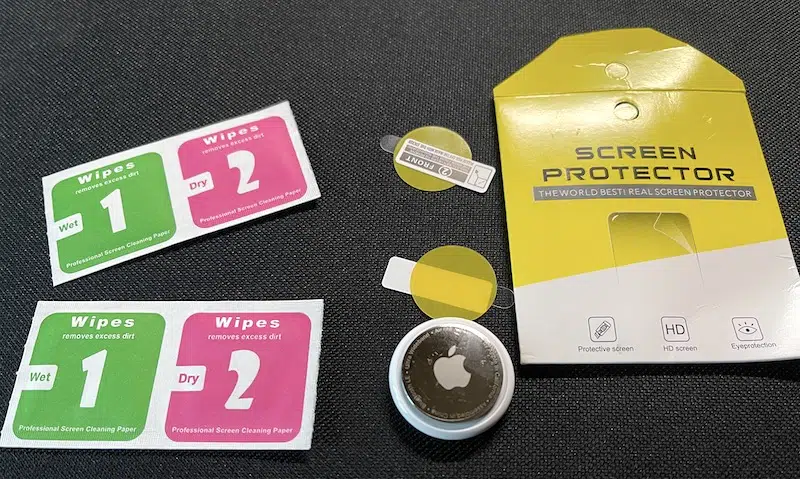 Wipes
removes excess dirt
Wet
1
Professional Screen Cleaning Paper
Wipes
removes excess dirt
Dry
2
Professional Screen Cleaning Paper
Wipes
removes excess dirt
Wet
1
Professional Screen Cleaning Paper
Wipes
removes excess dirt
Dry
2
Professional Screen Cleaning Paper
② FRONT
SCREEN
PROTECTOR
THE WORLD BEST! REAL SCREEN PROTECTOR
Protective screen
HD
HD screen
Eyeprotection